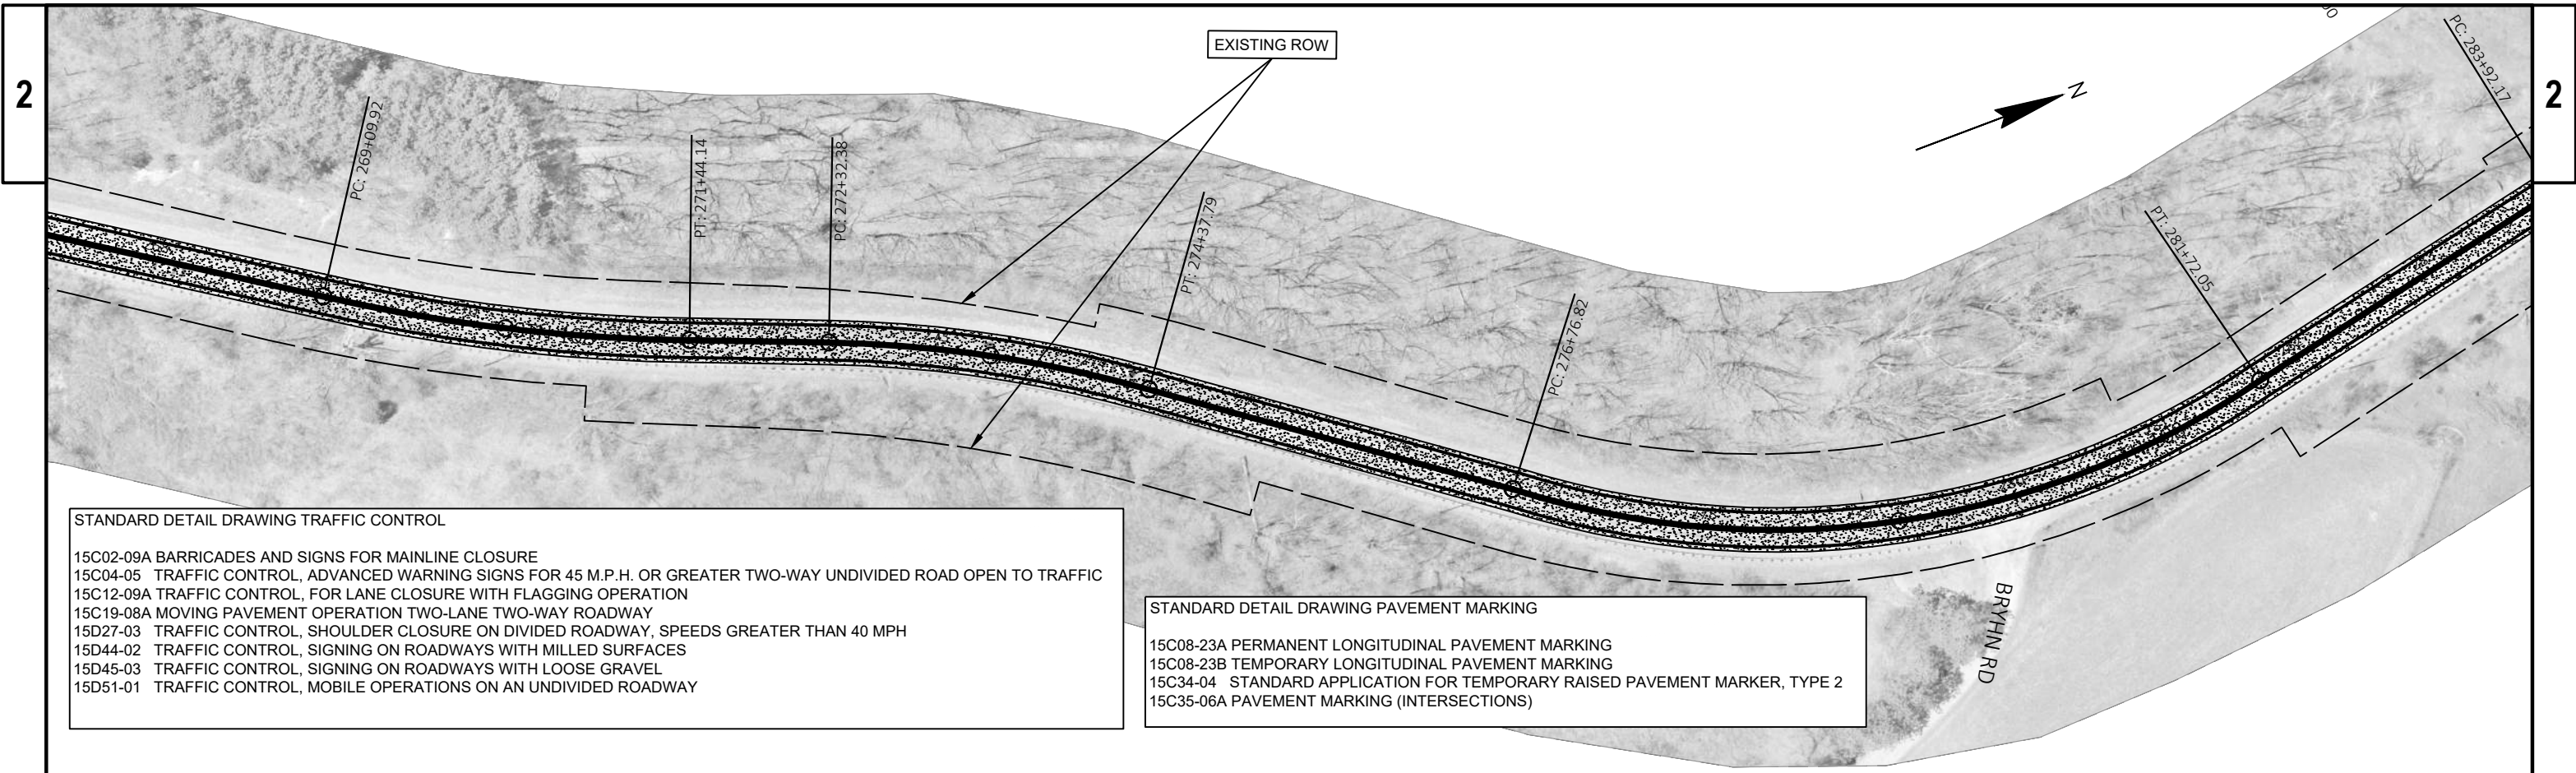 2
EXISTING ROW
N
2
PC: 269+09.92
PT: 271+44.14
PC: 272+32.38
PT: 274+37.79
PC: 276+76.82
PT: 281+72.05
PC: 283+92.17
STANDARD DETAIL DRAWING TRAFFIC CONTROL
15C02-09A BARRICADES AND SIGNS FOR MAINLINE CLOSURE
15C04-05 TRAFFIC CONTROL, ADVANCED WARNING SIGNS FOR 45 M.P.H. OR GREATER TWO-WAY UNDIVIDED ROAD OPEN TO TRAFFIC
15C12-09A TRAFFIC CONTROL, FOR LANE CLOSURE WITH FLAGGING OPERATION
15C19-08A MOVING PAVEMENT OPERATION TWO-LANE TWO-WAY ROADWAY
15D27-03 TRAFFIC CONTROL, SHOULDER CLOSURE ON DIVIDED ROADWAY, SPEEDS GREATER THAN 40 MPH
15D44-02 TRAFFIC CONTROL, SIGNING ON ROADWAYS WITH MILLED SURFACES
15D45-03 TRAFFIC CONTROL, SIGNING ON ROADWAYS WITH LOOSE GRAVEL
15D51-01 TRAFFIC CONTROL, MOBILE OPERATIONS ON AN UNDIVIDED ROADWAY
STANDARD DETAIL DRAWING PAVEMENT MARKING
15C08-23A PERMANENT LONGITUDINAL PAVEMENT MARKING
15C08-23B TEMPORARY LONGITUDINAL PAVEMENT MARKING
15C34-04 STANDARD APPLICATION FOR TEMPORARY RAISED PAVEMENT MARKER, TYPE 2
15C35-06A PAVEMENT MARKING (INTERSECTIONS)
BRYHN RD